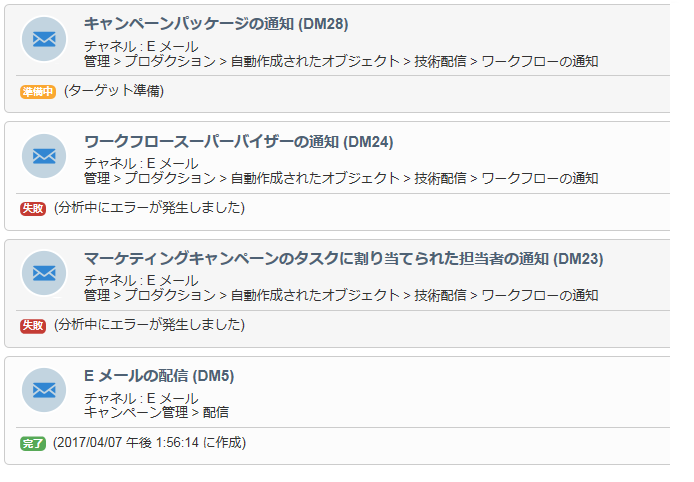 キャンペーンパッケージの通知 (DM28)
チャネル : E メール
管理 > プロダクション > 自動作成されたオブジェクト > 技術配信 > ワークフローの通知
準備中 (ターゲット準備)
ワークフロースーパーバイザーの通知 (DM24)
チャネル : E メール
管理 > プロダクション > 自動作成されたオブジェクト > 技術配信 > ワークフローの通知
失敗 (分析中にエラーが発生しました)
マーケティングキャンペーンのタスクに割り当てられた担当者の通知 (DM23)
チャネル : E メール
管理 > プロダクション > 自動作成されたオブジェクト > 技術配信 > ワークフローの通知
失敗 (分析中にエラーが発生しました)
E メールの配信 (DM5)
チャネル : E メール
キャンペーン管理 > 配信
完了 (2017/04/07 午後 1:56:14 に作成)